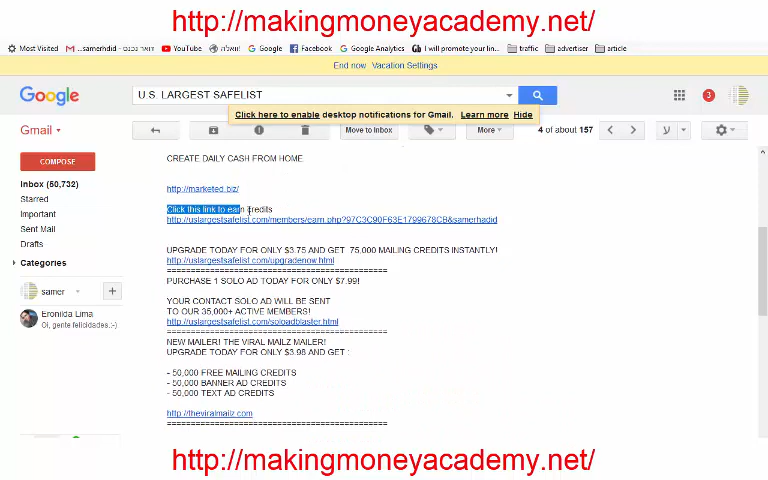 http://makingmoneyacademy.net/
Most Visited
YouTube
Google
Facebook
Google Analytics
I will promote your lin...
traffic
advertiser
article
End now Vacation Settings
Google
U.S. LARGEST SAFELIST
3
Click here to enable desktop notifications for Gmail. Learn more Hide
Gmail
Move to Inbox
More
4 of about 157
ע
COMPOSE
CREATE DAILY CASH FROM HOME
Inbox (50,732)
http://marketed.biz/
Starred
Click this link to earn credits
Important
http://uslargestsafelist.com/members/earn.php?97C3C90F63E1799678CB&samerhadid
Sent Mail
Drafts
UPGRADE TODAY FOR ONLY $3.75 AND GET 75,000 MAILING CREDITS INSTANTLY!
Categories
http://uslargestsafelist.com/upgradenow.html
================================================
PURCHASE 1 SOLO AD TODAY FOR ONLY $7.99!
samer
YOUR CONTACT SOLO AD WILL BE SENT
TO OUR 35,000+ ACTIVE MEMBERS!
Eronilda Lima
Oi, gente felicidades.:-)
http://uslargestsafelist.com/soloadblaster.html
================================================
NEW MAILER! THE VIRAL MAILZ MAILER!
UPGRADE TODAY FOR ONLY $3.98 AND GET :
- 50,000 FREE MAILING CREDITS
- 50,000 BANNER AD CREDITS
- 50,000 TEXT AD CREDITS
http://theviralmailz.com
================================================
http://makingmoneyacademy.net/